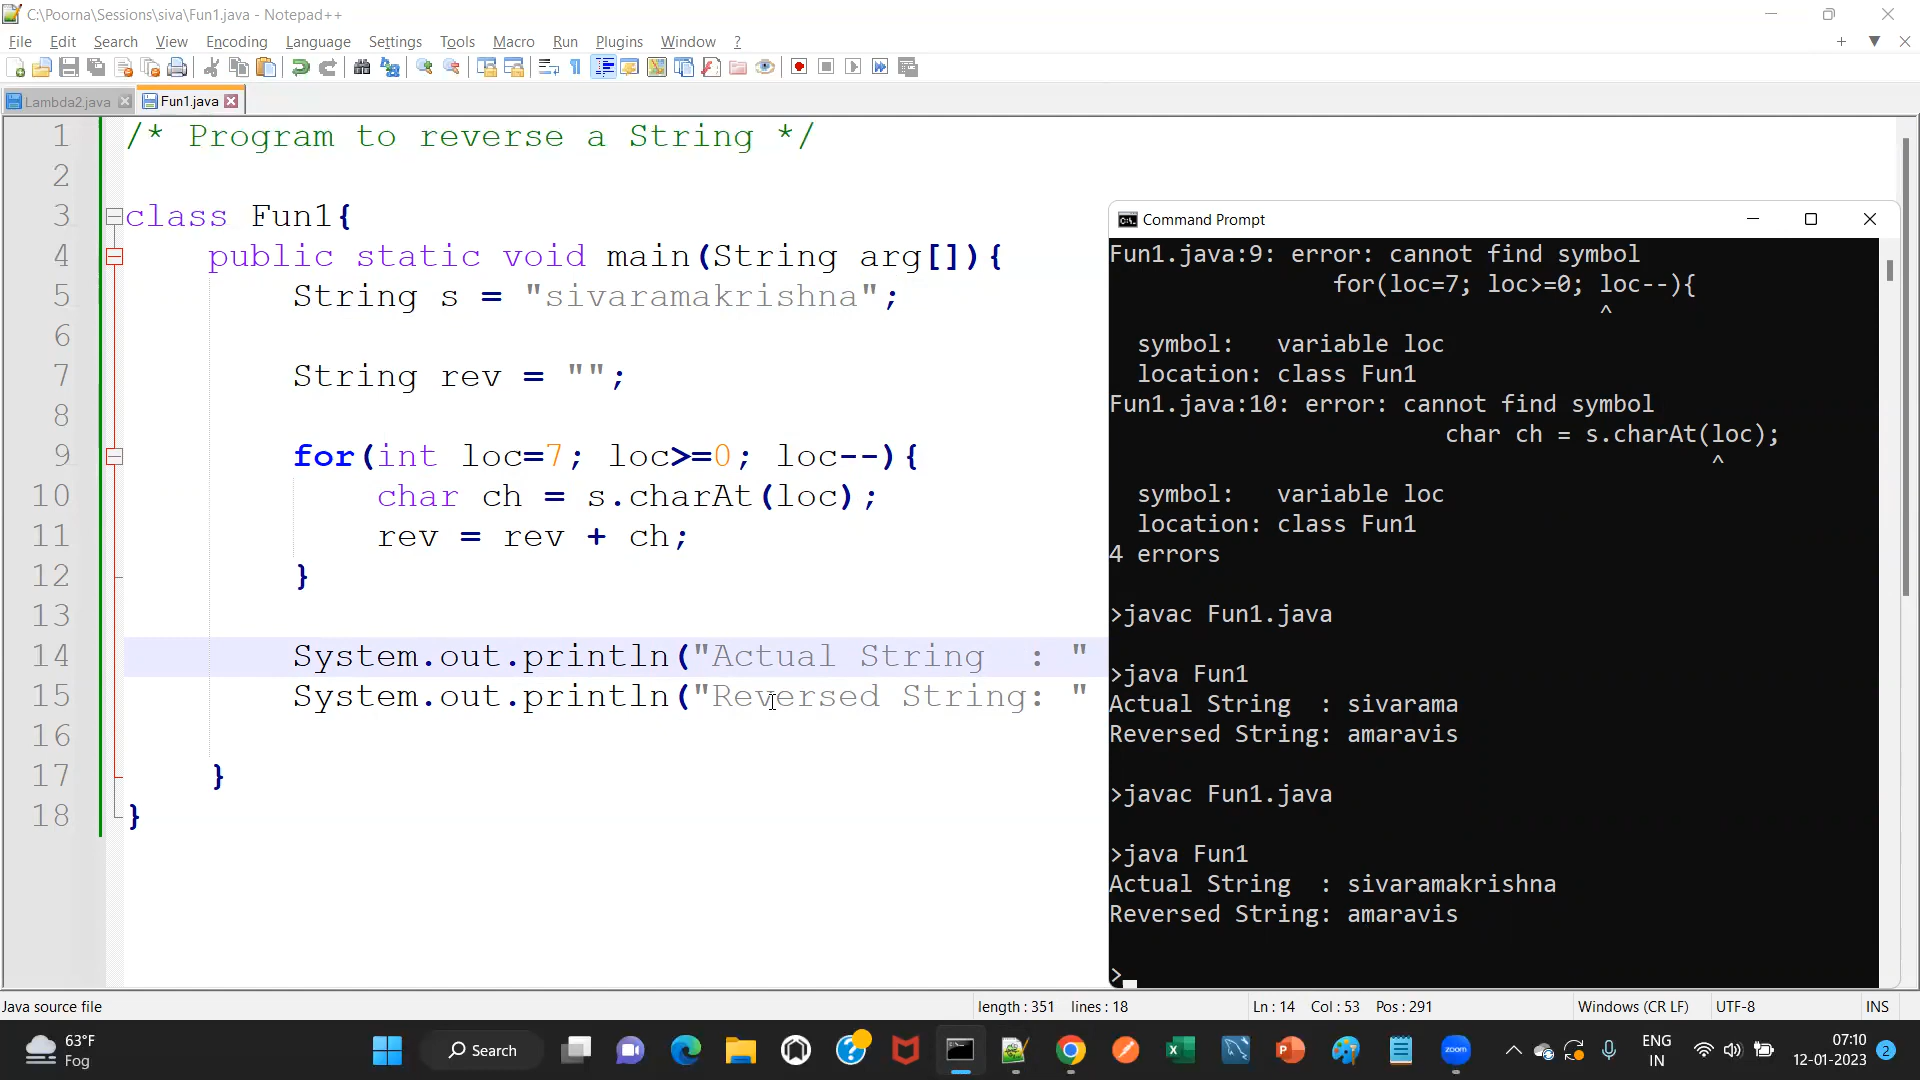 C:\Poorna\Sessions\siva\Fun1.java - Notepad++
File Edit Search View Encoding Language Settings Tools Macro Run Plugins Window ?
Lambda2.java Fun1.java
1 /* Program to reverse a String */
2
3 class Fun1{
4 public static void main(String arg[]){
5 String s = "sivaramakrishna";
6
7 String rev = "";
8
9 for(int loc=7; loc>=0; loc--){
10 char ch = s.charAt(loc);
11 rev = rev + ch;
12 }
13
14 System.out.println("Actual String  : "
15 System.out.println("Reversed String: "
16
17 }
18 }
Command Prompt
Fun1.java:9: error: cannot find symbol
for(loc=7; loc>=0; loc--){
^
symbol:   variable loc
location: class Fun1
Fun1.java:10: error: cannot find symbol
char ch = s.charAt(loc);
^
symbol:   variable loc
location: class Fun1
4 errors
>javac Fun1.java
>java Fun1
Actual String  : sivarama
Reversed String: amaravis
>javac Fun1.java
>java Fun1
Actual String  : sivaramakrishna
Reversed String: amaravis
>
Java source file length : 351 lines : 18 Ln : 14 Col : 53 Pos : 291 Windows (CR LF) UTF-8 INS
63°F
Fog
Search
zoom
ENG
IN
07:10
12-01-2023
2